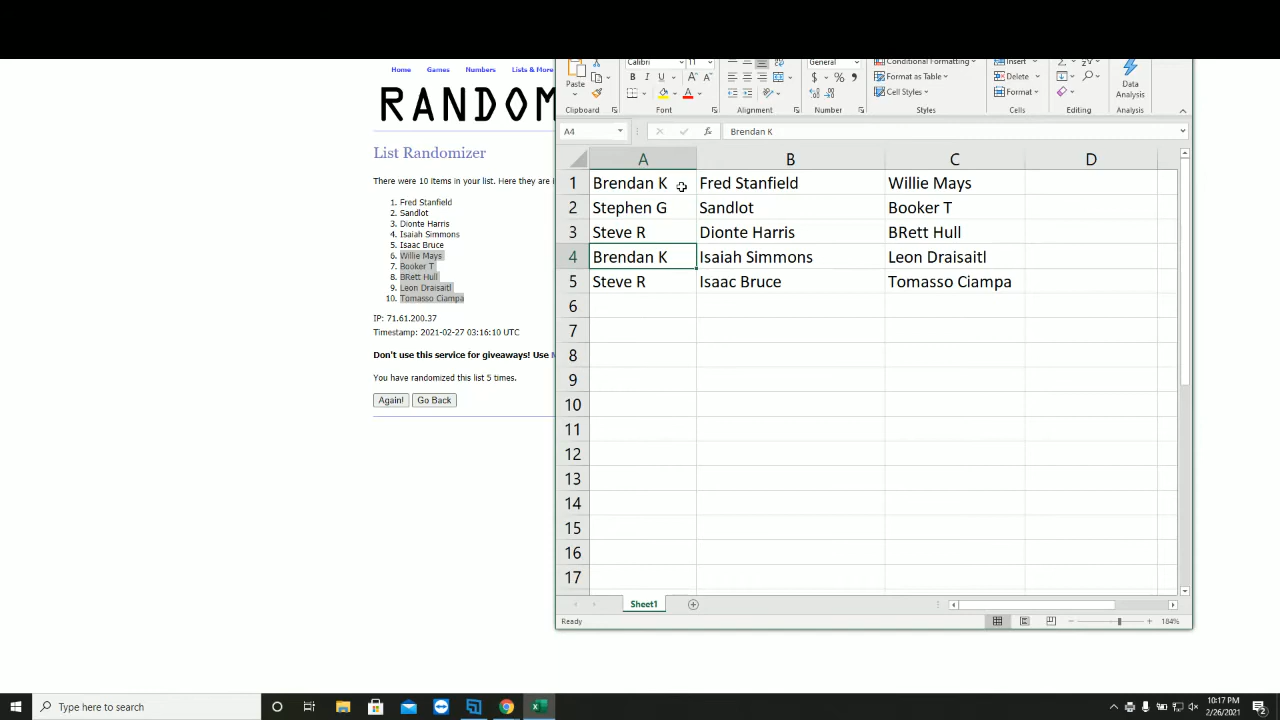 Home Games Numbers Lists & More
RANDOM
List Randomizer
There were 10 items in your list. Here they are i
1. Fred Stanfield
2. Sandlot
3. Dionte Harris
4. Isaiah Simmons
5. Isaac Bruce
6. Willie Mays
7. Booker T
8. BRett Hull
9. Leon Draisaitl
10. Tomasso Ciampa
IP: 71.61.200.37
Timestamp: 2021-02-27 03:16:10 UTC
Don't use this service for giveaways! Use
You have randomized this list 5 times.
Again! Go Back
Paste
Calibri 11
General
Conditional Formatting
Format as Table
Cell Styles
Insert
Delete
Format
Data
Analysis
Clipboard Font Alignment Number Styles Cells Editing Analysis
A4 Brendan K
A B C D
1 Brendan K Fred Stanfield Willie Mays
2 Stephen G Sandlot Booker T
3 Steve R Dionte Harris BRett Hull
4 Brendan K Isaiah Simmons Leon Draisaitl
5 Steve R Isaac Bruce Tomasso Ciampa
6
7
8
9
10
11
12
13
14
15
16
17
Sheet1
Ready 184%
Type here to search
10:17 PM
2/26/2021
2